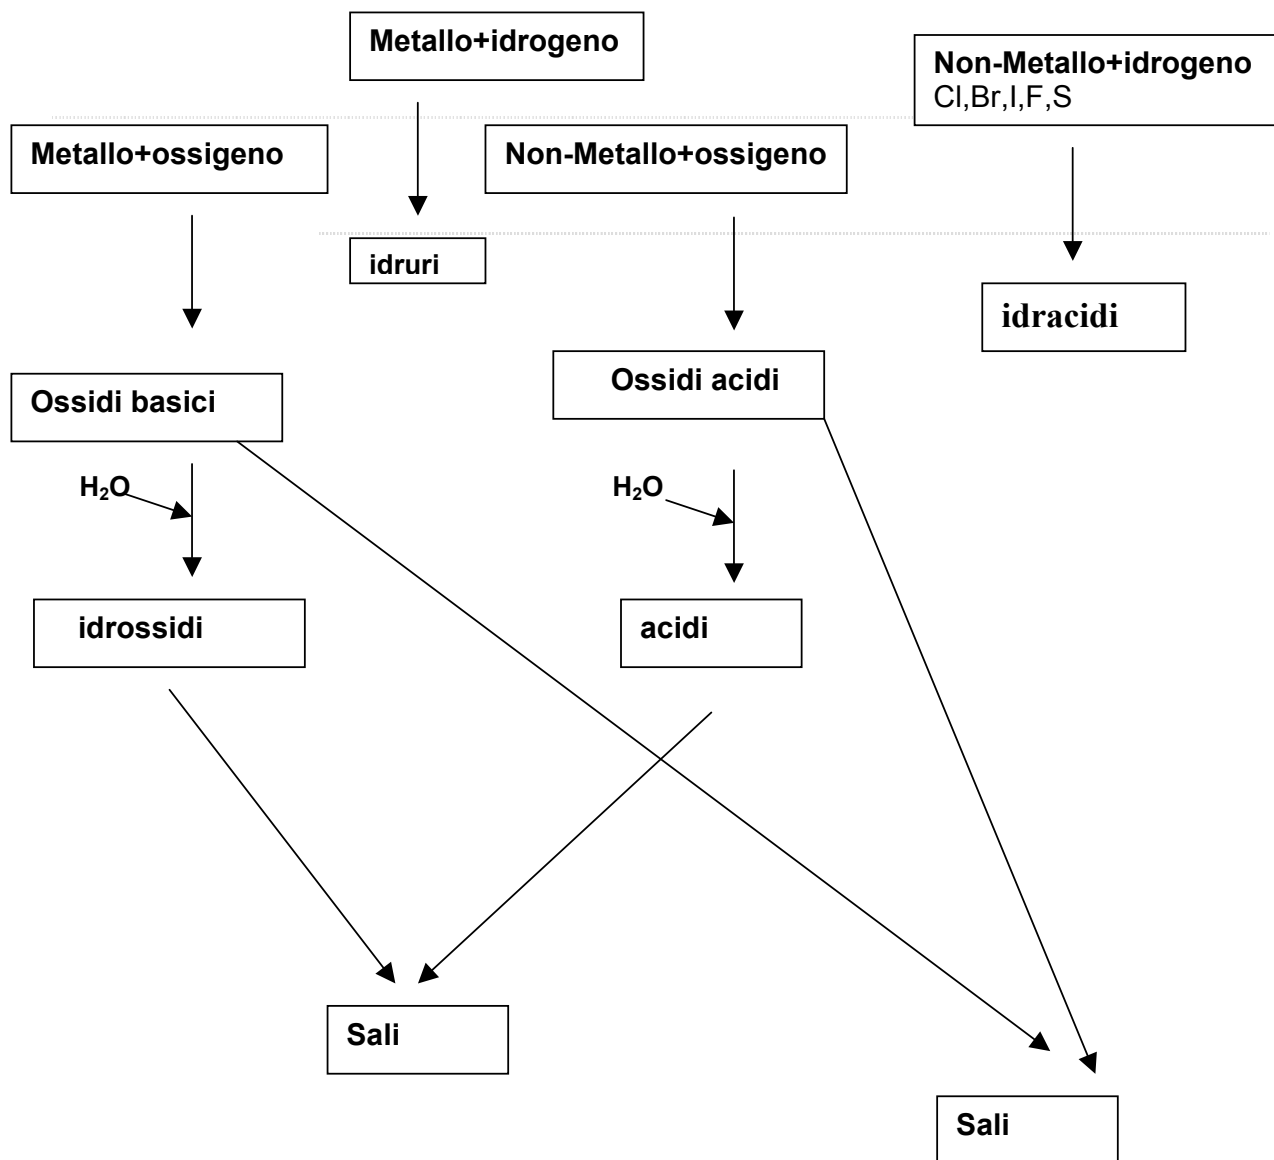 Metallo+idrogeno
Non-Metallo+idrogeno
Cl,Br,I,F,S
Metallo+ossigeno
Non-Metallo+ossigeno
idruri
idracidi
Ossidi basici
Ossidi acidi
H₂O
H₂O
idrossidi
acidi
Sali
Sali